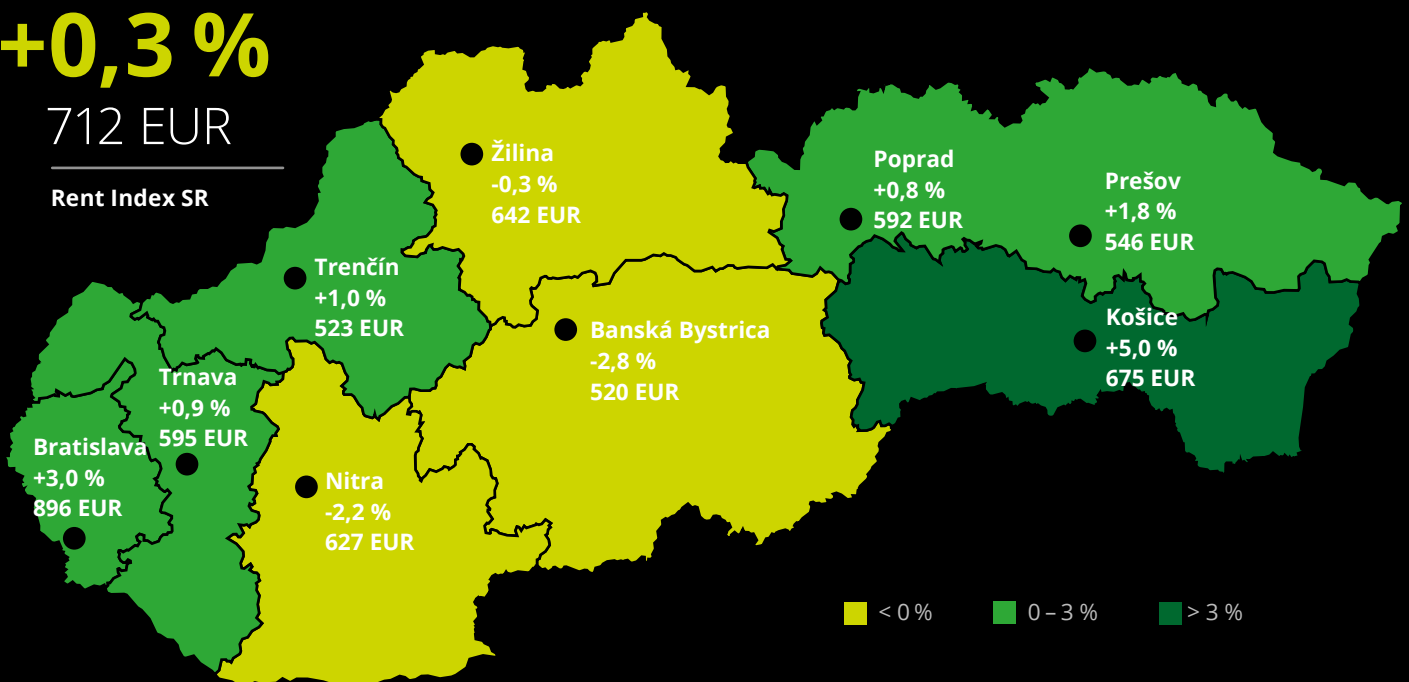 +0,3 %
712 EUR
Rent Index SR
Žilina
-0,3 %
642 EUR
Poprad
+0,8 %
592 EUR
Prešov
+1,8 %
546 EUR
Trenčín
+1,0 %
523 EUR
Banská Bystrica
-2,8 %
520 EUR
Košice
+5,0 %
675 EUR
Trnava
+0,9 %
595 EUR
Bratislava
+3,0 %
896 EUR
Nitra
-2,2 %
627 EUR
< 0 %
0 – 3 %
> 3 %